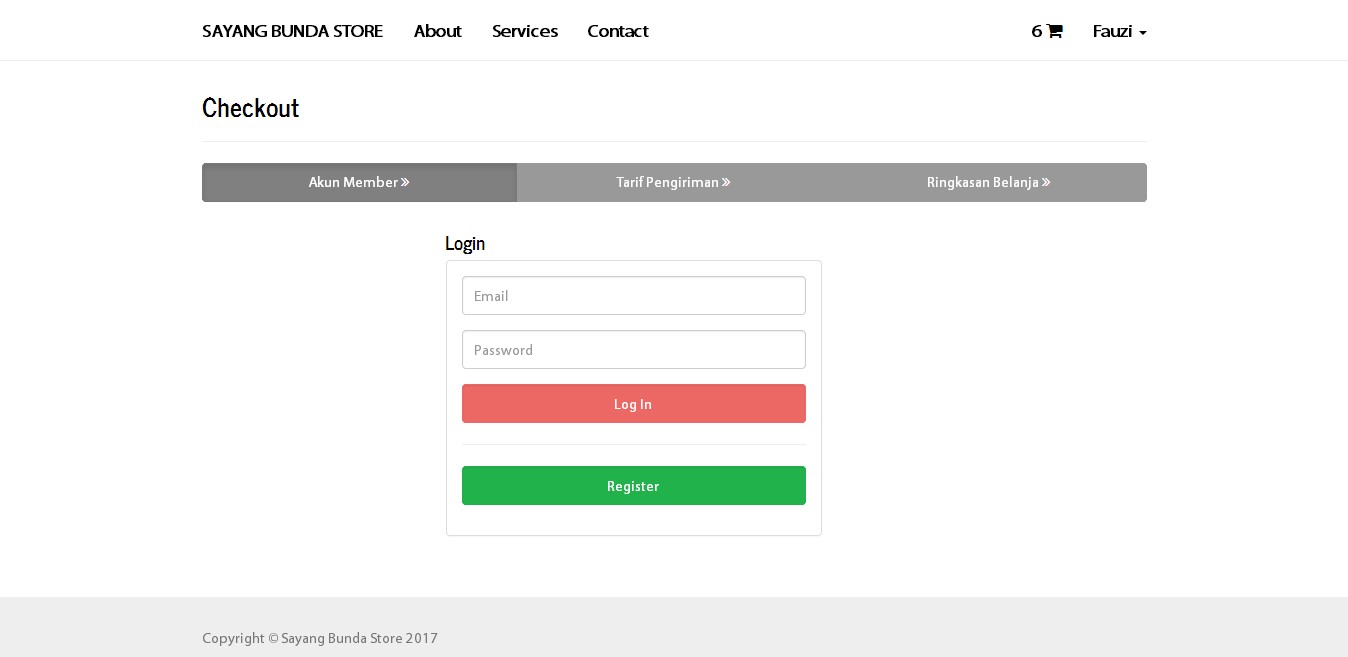 SAYANG BUNDA STORE About Services Contact 6 Fauzi
Checkout
Akun Member » Tarif Pengiriman » Ringkasan Belanja »
Login
Email
Password
Log In
Register
Copyright © Sayang Bunda Store 2017